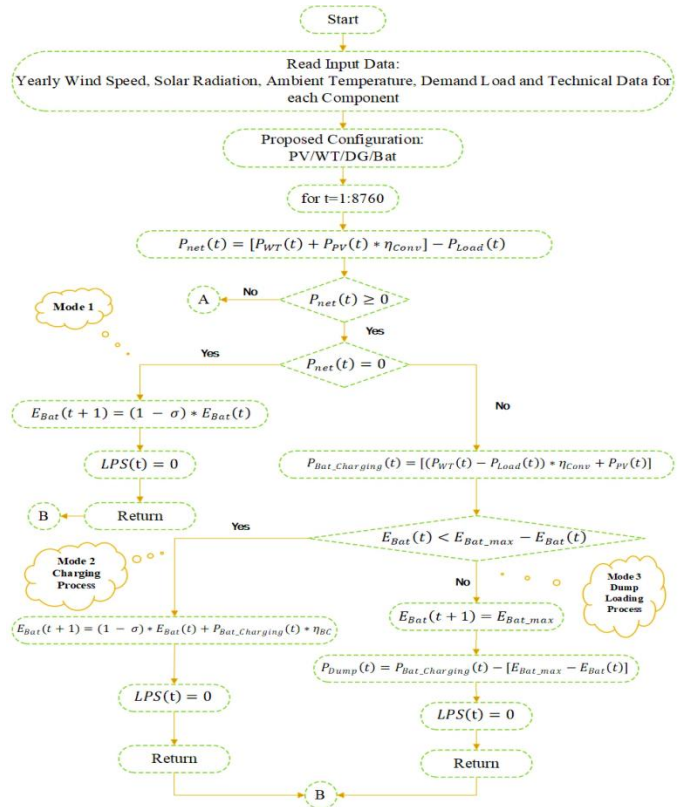 Start
Read Input Data:
Yearly Wind Speed, Solar Radiation, Ambient Temperature, Demand Load and Technical Data for
each Component
Proposed Configuration:
PV/WT/DG/Bat
for t=1:8760
P_net(t) = [P_WT(t) + P_PV(t) * η_Conv] − P_Load(t)
A
No
P_net(t) ≥ 0
Mode 1
Yes
Yes
P_net(t) = 0
E_Bat(t + 1) = (1 − σ) * E_Bat(t)
No
LPS(t) = 0
P_Bat_Charging(t) = [(P_WT(t) − P_Load(t)) * η_Conv + P_PV(t)]
B
Return
Yes
E_Bat(t) < E_Bat_max − E_Bat(t)
Mode 2
Charging
Process
No
Mode 3
Dump
Loading
Process
E_Bat(t + 1) = E_Bat_max
E_Bat(t + 1) = (1 − σ) * E_Bat(t) + P_Bat_Charging(t) * η_BC
P_Dump(t) = P_Bat_Charging(t) − [E_Bat_max − E_Bat(t)]
LPS(t) = 0
LPS(t) = 0
Return
Return
B